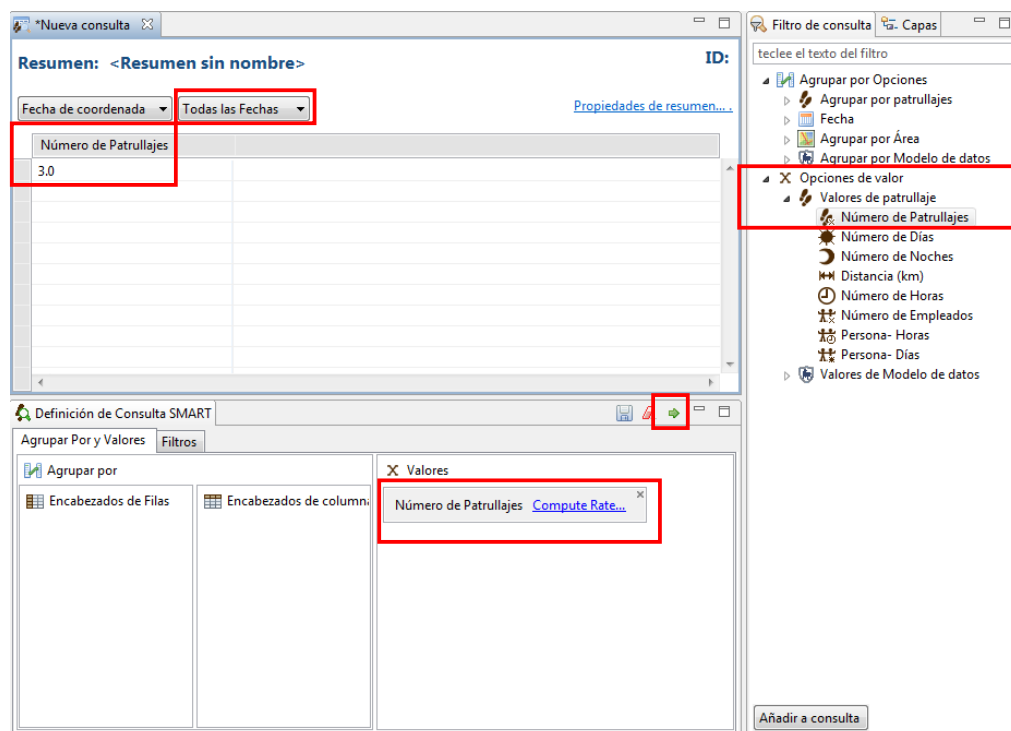 *Nueva consulta
Resumen: <Resumen sin nombre>
ID:
Fecha de coordenada
Todas las Fechas
Propiedades de resumen... .
Número de Patrullajes
3.0
Definición de Consulta SMART
Agrupar Por y Valores
Filtros
Agrupar por
Encabezados de Filas
Encabezados de column
X Valores
Número de Patrullajes Compute Rate...
Filtro de consulta
Capas
teclee el texto del filtro
Agrupar por Opciones
Agrupar por patrullajes
Fecha
Agrupar por Área
Agrupar por Modelo de datos
X Opciones de valor
Valores de patrullaje
Número de Patrullajes
Número de Días
Número de Noches
Distancia (km)
Número de Horas
Número de Empleados
Persona- Horas
Persona- Días
Valores de Modelo de datos
Añadir a consulta